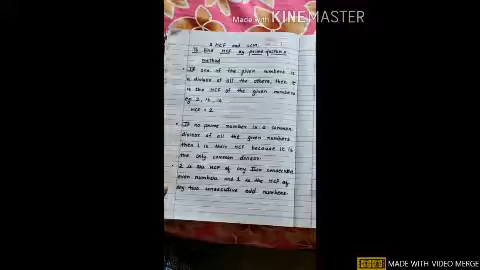 Made with KINEMASTER
2 HCF and LCM
To find HCF by prime factors
method
• If one of the given numbers is
a divisor of all the others, then it
is the HCF of the given numbers
eg 2,
HCF = 2
• If no prime number is a common
divisor of all the given numbers
then 1 is their HCF because it is
the only common divisor.
• 2 is the HCF of any two consecutive
even numbers and 1 is the HCF of
any two consecutive odd numbers.
MADE WITH VIDEO MERGE